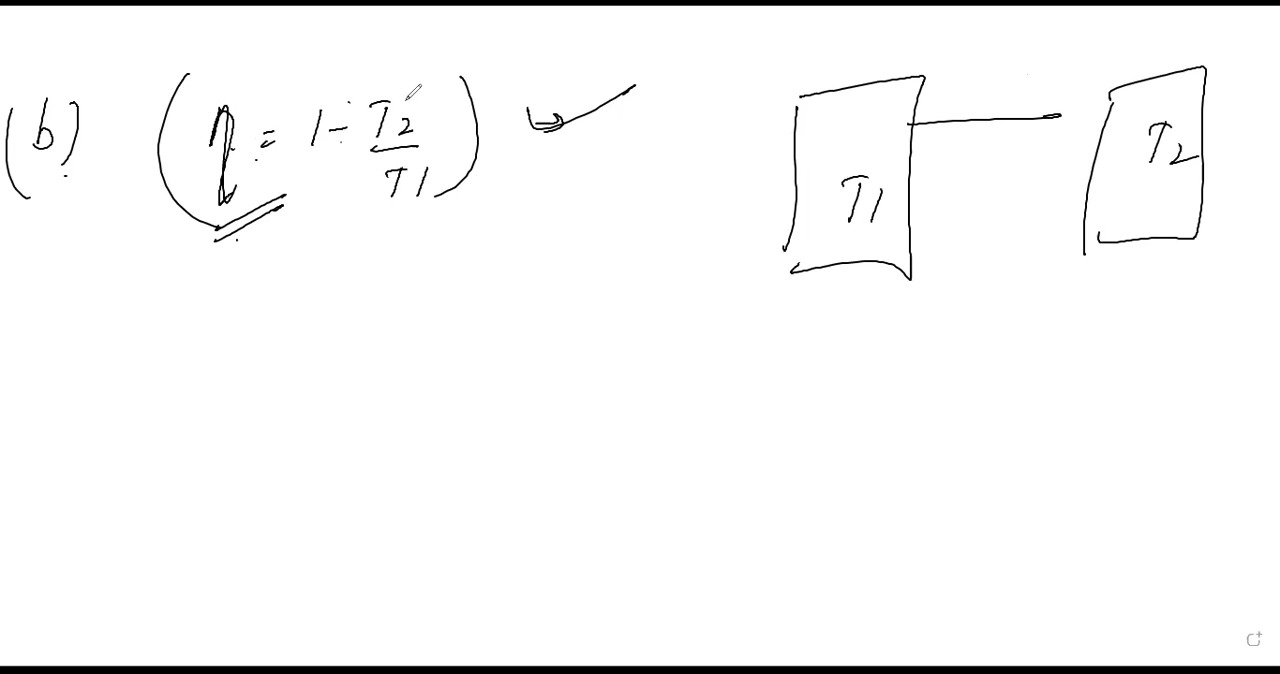 (b) (η = 1 - T2/T1)
T1
T2